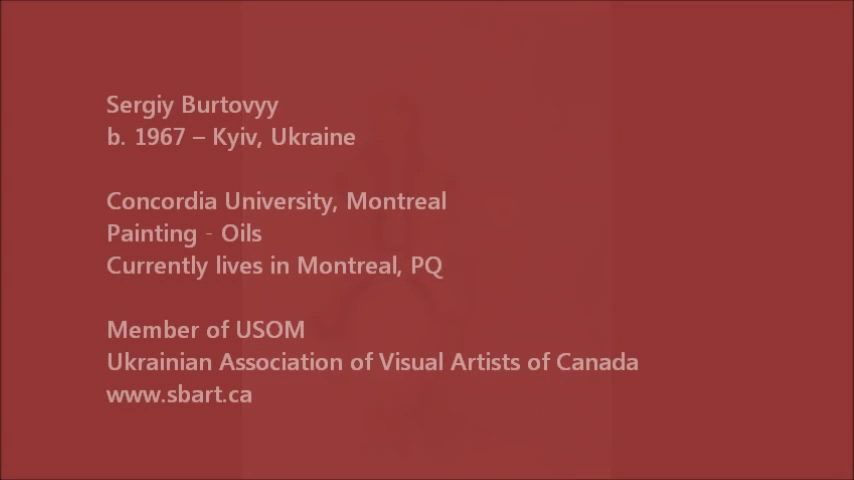 Sergiy Burtovyy
b. 1967 – Kyiv, Ukraine
Concordia University, Montreal
Painting - Oils
Currently lives in Montreal, PQ
Member of USOM
Ukrainian Association of Visual Artists of Canada
www.sbart.ca